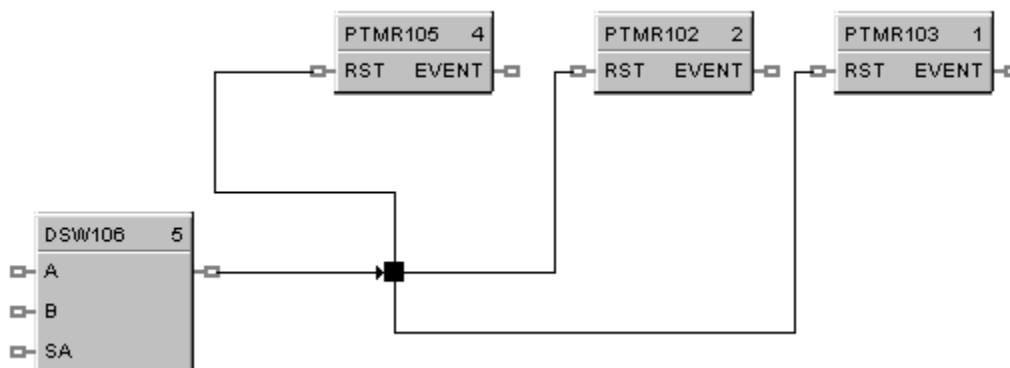 PTMR105 4
RST EVENT
PTMR102 2
RST EVENT
PTMR103 1
RST EVENT
DSW106 5
A
B
SA